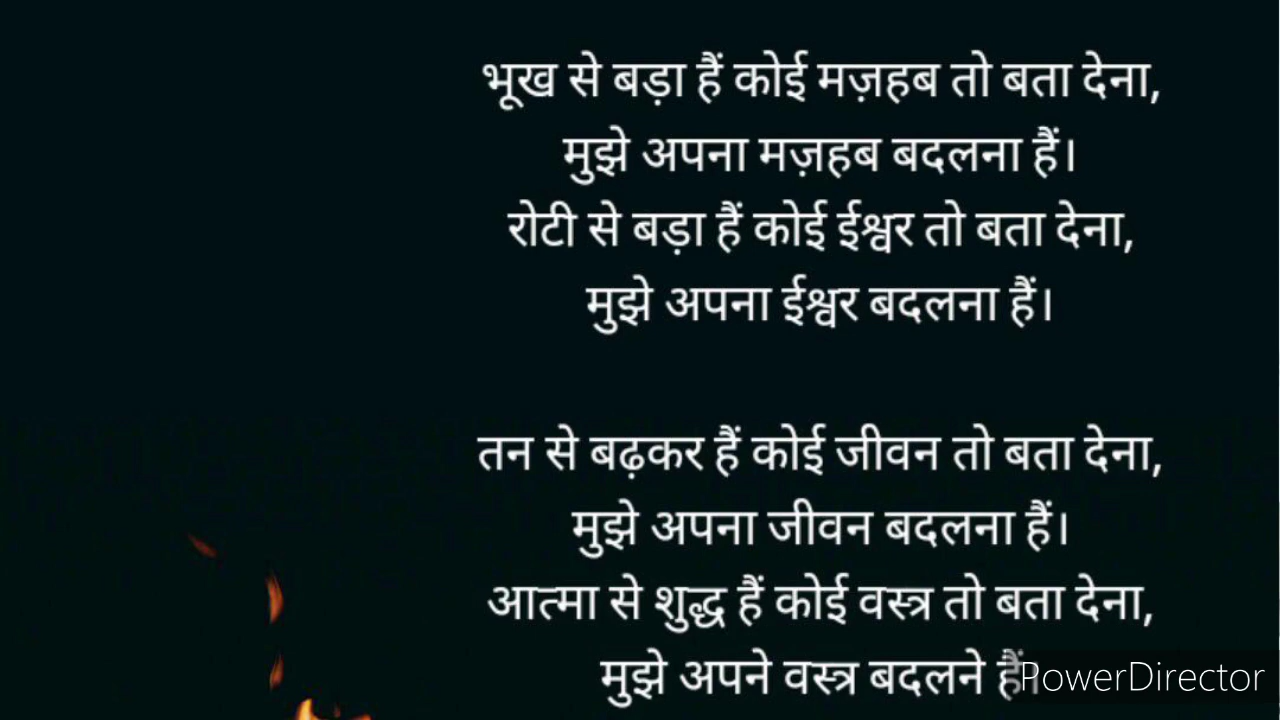 भूख से बड़ा हैं कोई मज़हब तो बता देना,
मुझे अपना मज़हब बदलना हैं।
रोटी से बड़ा हैं कोई ईश्वर तो बता देना,
मुझे अपना ईश्वर बदलना हैं।
तन से बढ़कर हैं कोई जीवन तो बता देना,
मुझे अपना जीवन बदलना हैं।
आत्मा से शुद्ध हैं कोई वस्त्र तो बता देना,
मुझे अपने वस्त्र बदलने हैं।
PowerDirector